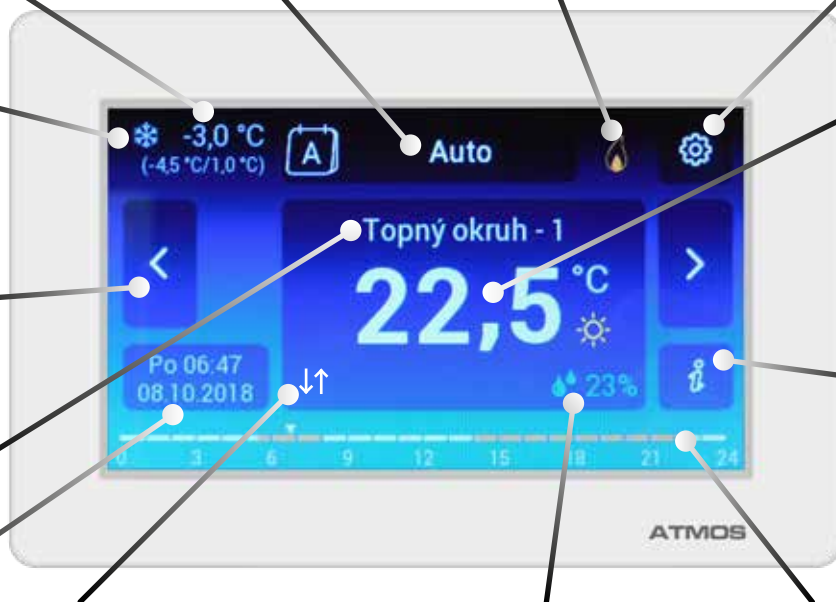 -3,0 °C
(-4,5 °C/1,0 °C)
A
Auto
Topný okruh - 1
22,5 °C
Po 06:47
08.10.2018
23%
i
0 3 6 9 12 15 18 21 24
ATMOS